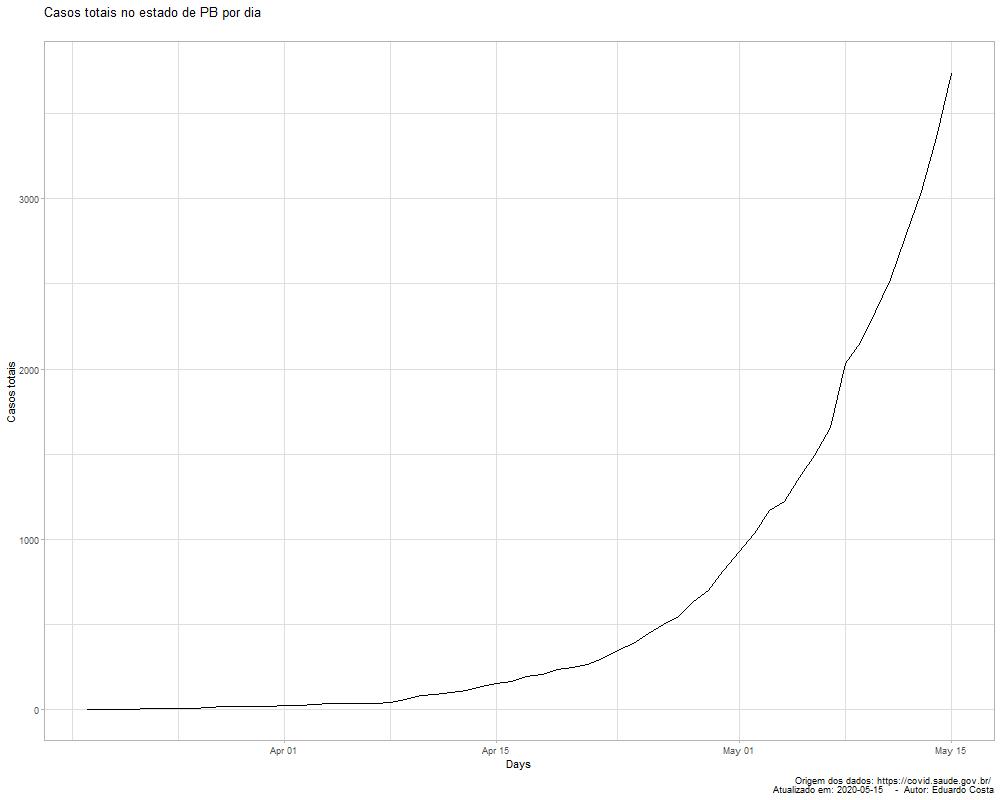 Casos totais no estado de PB por dia
Casos totais
3000
2000
1000
0
Apr 01
Apr 15
May 01
May 15
Days
Origem dos dados: https://covid.saude.gov.br/
Atualizado em: 2020-05-15 - Autor: Eduardo Costa